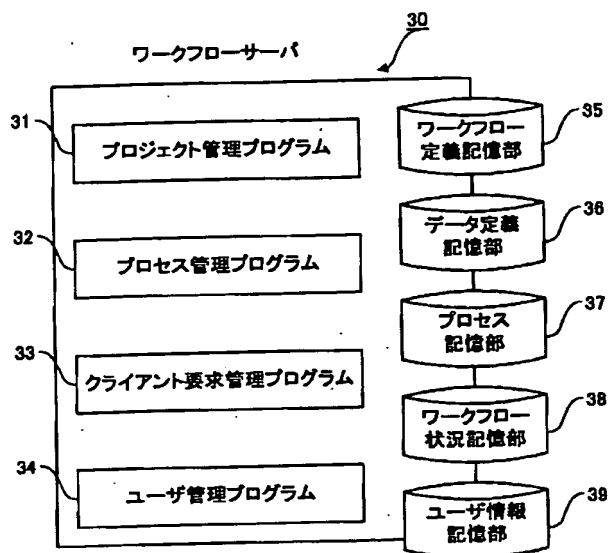 30
ワークフローサーバ
31
プロジェクト管理プログラム
32
プロセス管理プログラム
33
クライアント要求管理プログラム
34
ユーザ管理プログラム
35
ワークフロー
定義記憶部
36
データ定義
記憶部
37
プロセス
記憶部
38
ワークフロー
状況記憶部
39
ユーザ情報
記憶部